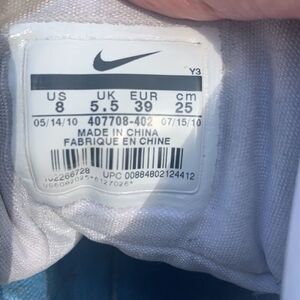 Y3
US UK EUR cm
8 5.5 39 25
05/14/10 407708-402 07/15/10
MADE IN CHINA
FABRIQUE EN CHINE
UPC 00884802124412